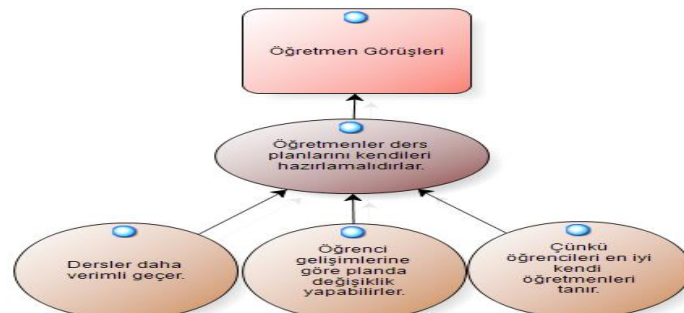 Öğretmen Görüşleri
Öğretmenler ders
planlarını kendileri
hazırlamalıdırlar.
Dersler daha
verimli geçer.
Öğrenci
gelişimlerine
göre planda
değişiklik
yapabilirler.
Çünkü
öğrencileri en iyi
kendi
öğretmenleri
tanır.